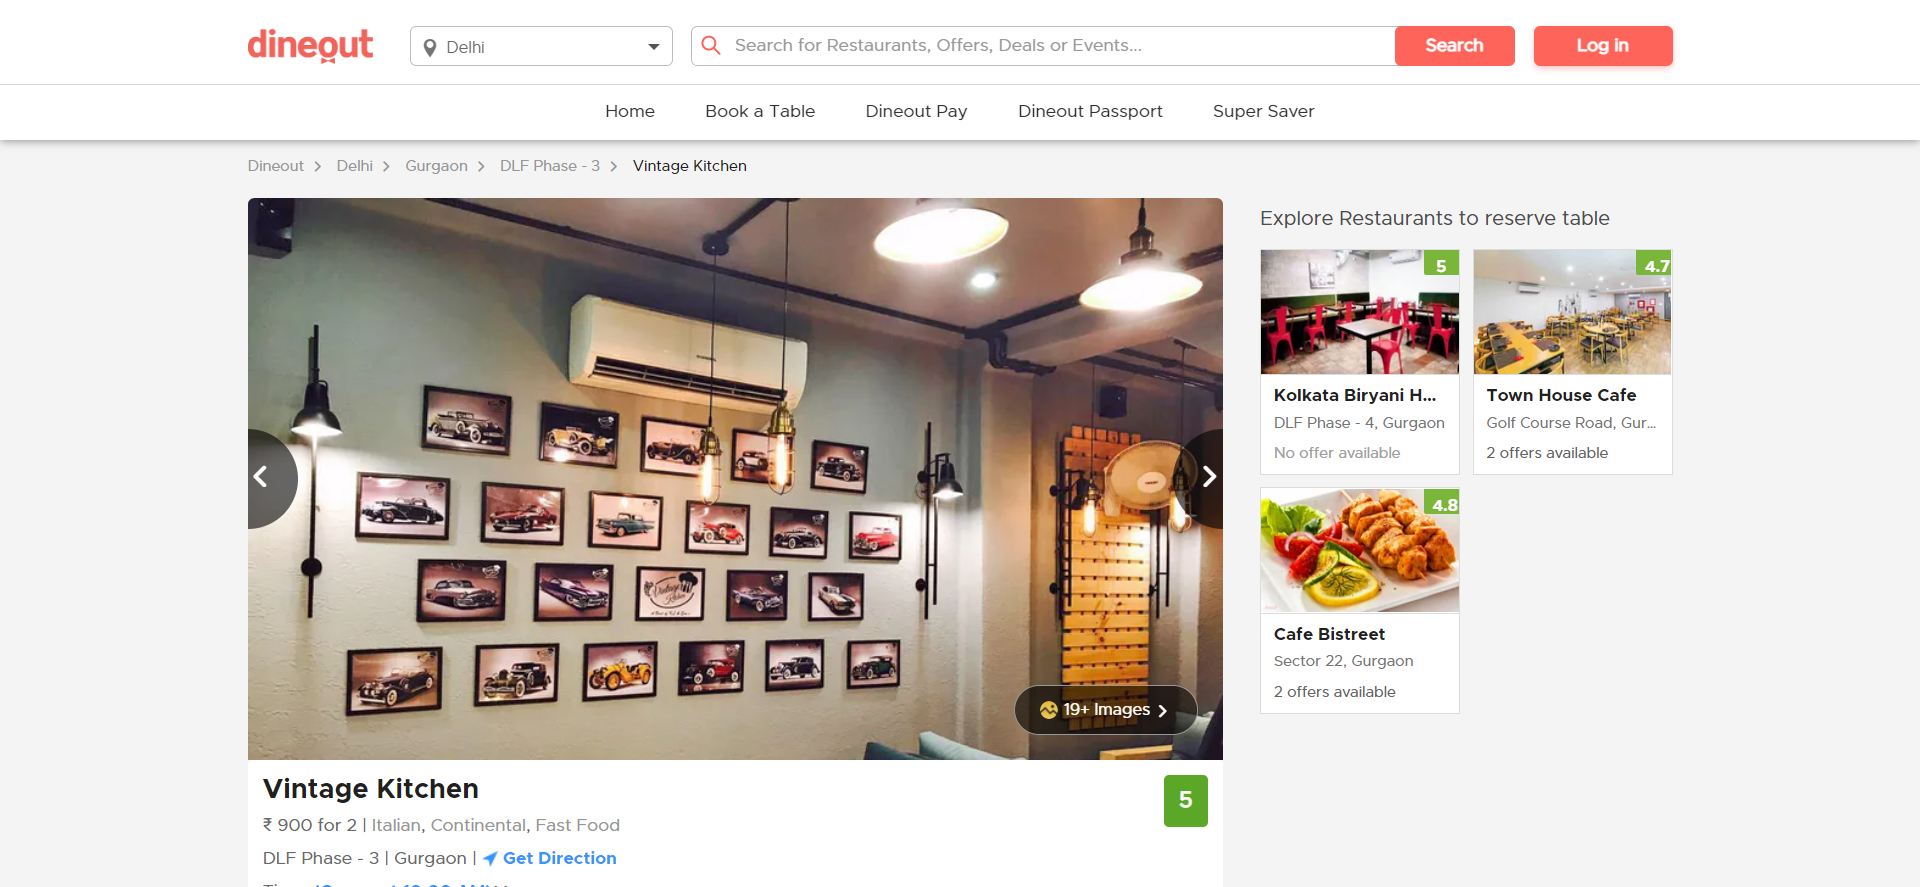 dineout
Delhi
Search for Restaurants, Offers, Deals or Events...
Search
Log in
Home
Book a Table
Dineout Pay
Dineout Passport
Super Saver
Dineout > Delhi > Gurgaon > DLF Phase - 3 > Vintage Kitchen
Vintage Kitchen
19+ Images
Vintage Kitchen
5
₹ 900 for 2 | Italian, Continental, Fast Food
DLF Phase - 3 | Gurgaon | Get Direction
Explore Restaurants to reserve table
5
Kolkata Biryani H...
DLF Phase - 4, Gurgaon
No offer available
4.7
Town House Cafe
Golf Course Road, Gur...
2 offers available
4.8
Cafe Bistreet
Sector 22, Gurgaon
2 offers available